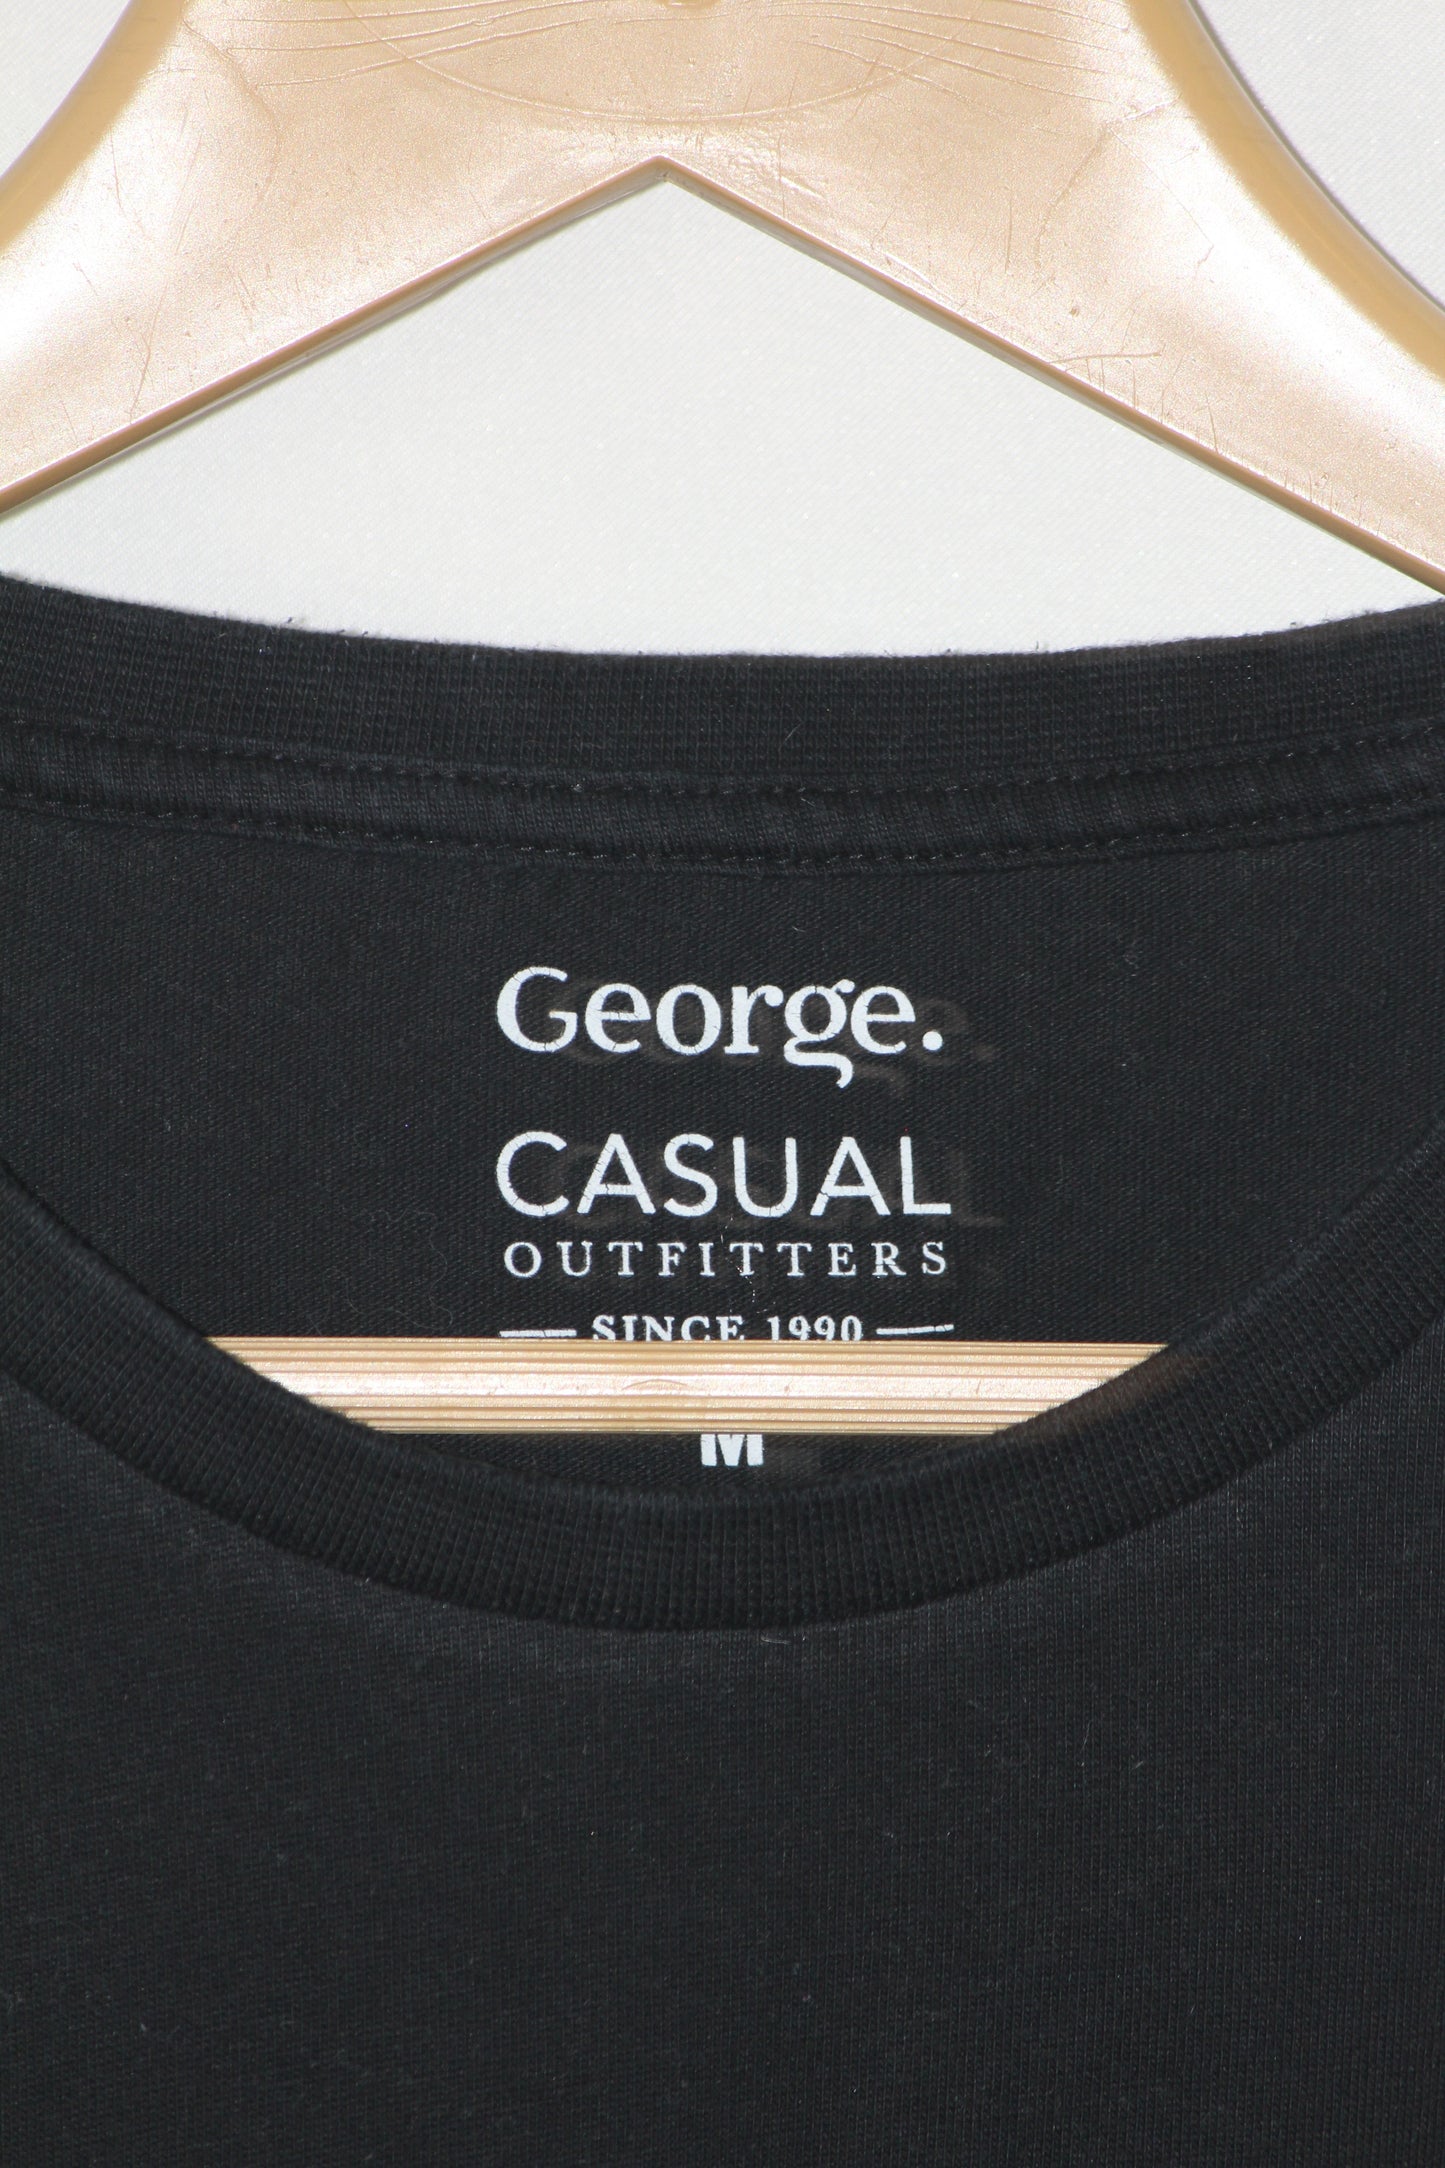 George.
CASUAL
OUTFITTERS
SINCE 1990
M